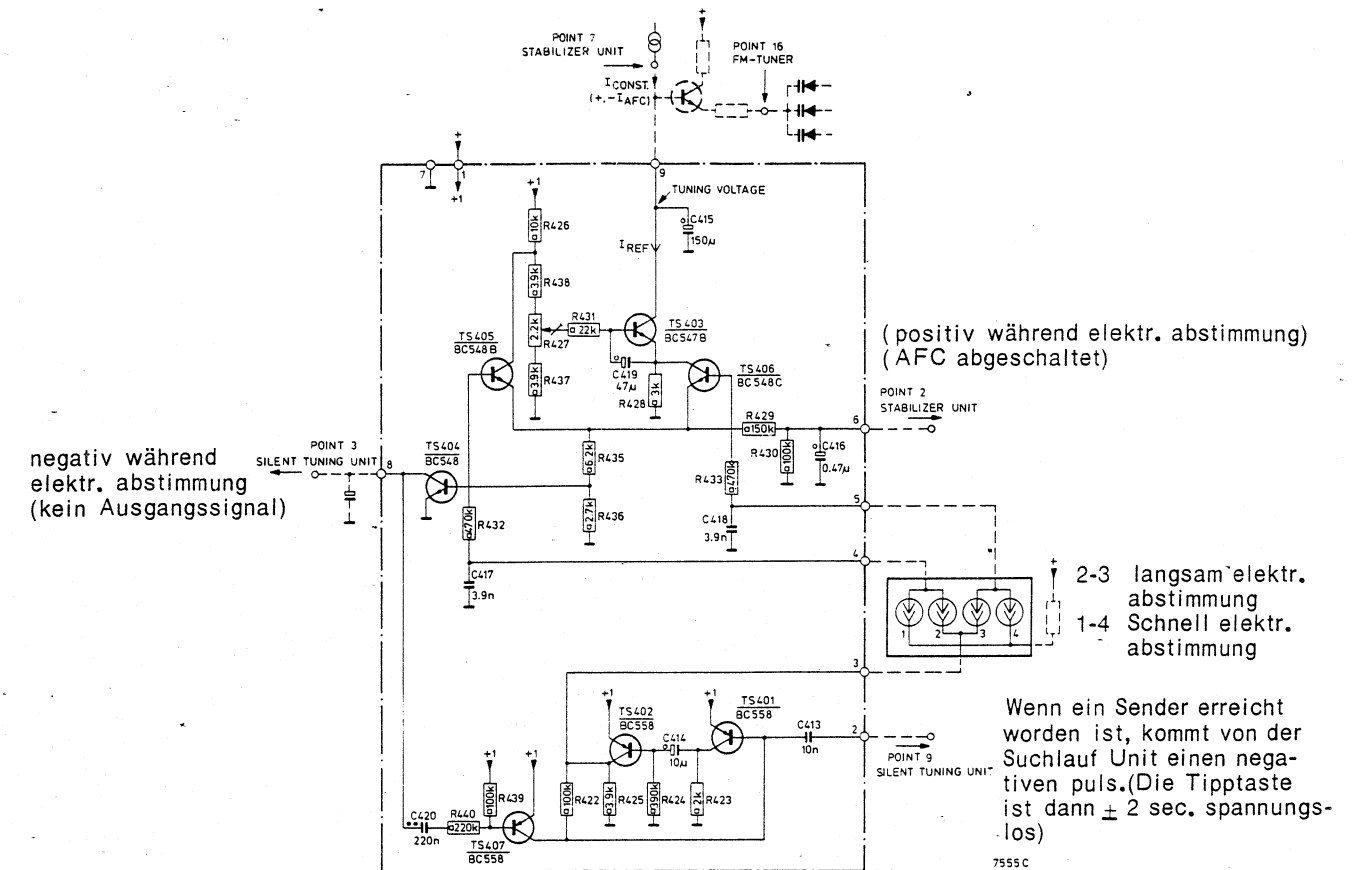 POINT 7
STABILIZER UNIT
+
POINT 16
FM-TUNER
I CONST.
(+.-I AFC)
+
7
1
+1
9
TUNING VOLTAGE
+1
10k
R426
C415
150µ
I REF
3.9k
R438
2.2k
R427
R431
22k
TS403
BC547B
TS405
BC548B
3.9k
R437
C419
47µ
R428
3k
TS406
BC548C
(positiv während elektr. abstimmung)
(AFC abgeschaltet)
POINT 2
STABILIZER UNIT
6
R429
150k
R430
100k
C416
0.47µ
negativ während
elektr. abstimmung
(kein Ausgangssignal)
POINT 3
SILENT TUNING UNIT
8
TS404
BC548
6.2k
R435
2.7k
R436
R433
470k
5
C418
3.9n
470k
R432
4
C417
3.9n
1
2
3
4
+
2-3 langsam elektr.
abstimmung
1-4 Schnell elektr.
abstimmung
3
+1
TS402
BC558
C414
10µ
+1
TS401
BC558
C413
10n
2
POINT 9
SILENT TUNING UNIT
Wenn ein Sender erreicht
worden ist, kommt von der
Suchlauf Unit einen nega-
tiven puls.(Die Tipptaste
ist dann ± 2 sec. spannungs-
los)
+1
100k
R439
100k
R422
3.9k
R425
390k
R424
2k
R423
C420
220n
R440
220k
TS407
BC558
7555C